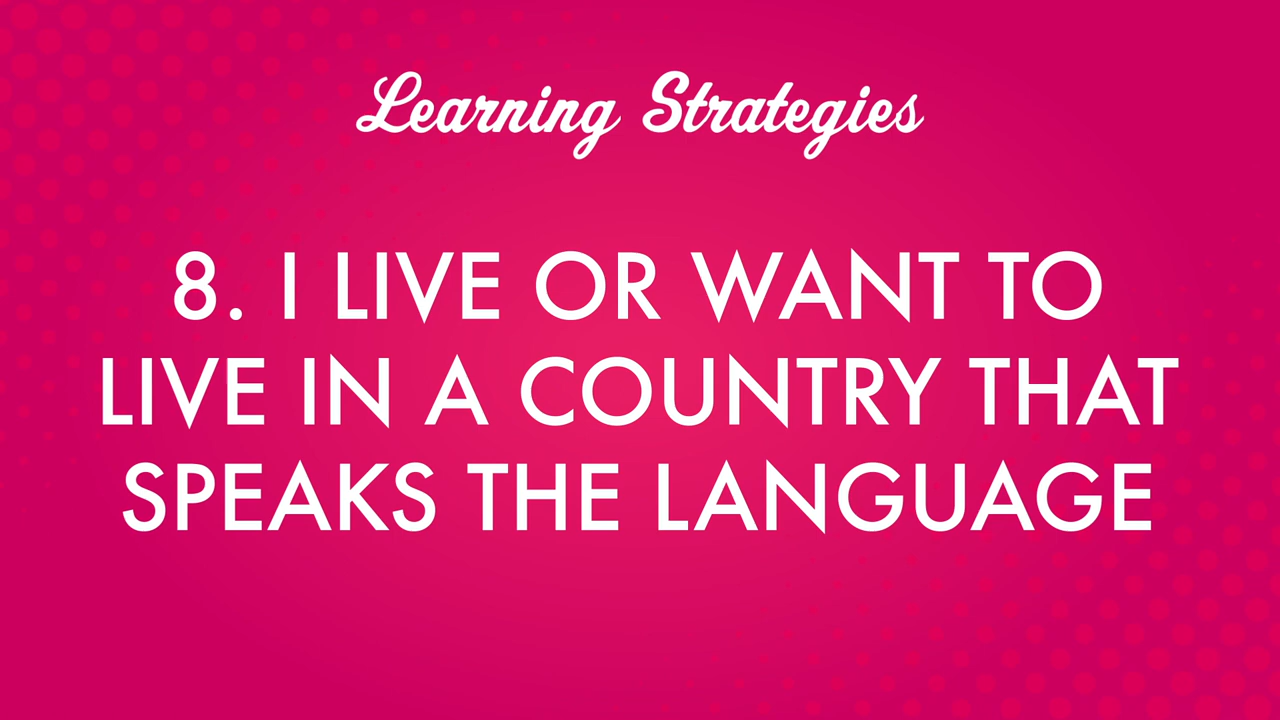 Learning Strategies
8. I LIVE OR WANT TO
LIVE IN A COUNTRY THAT
SPEAKS THE LANGUAGE